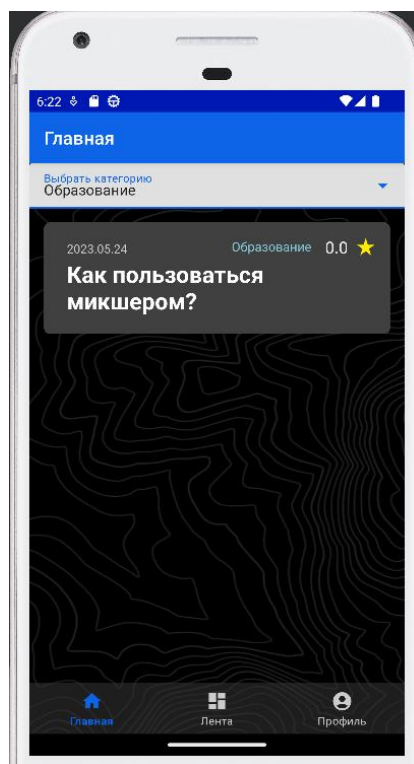 6:22
Главная
Выбрать категорию
Образование
2023.05.24 Образование 0.0
Как пользоваться
микшером?
Главная Лента Профиль